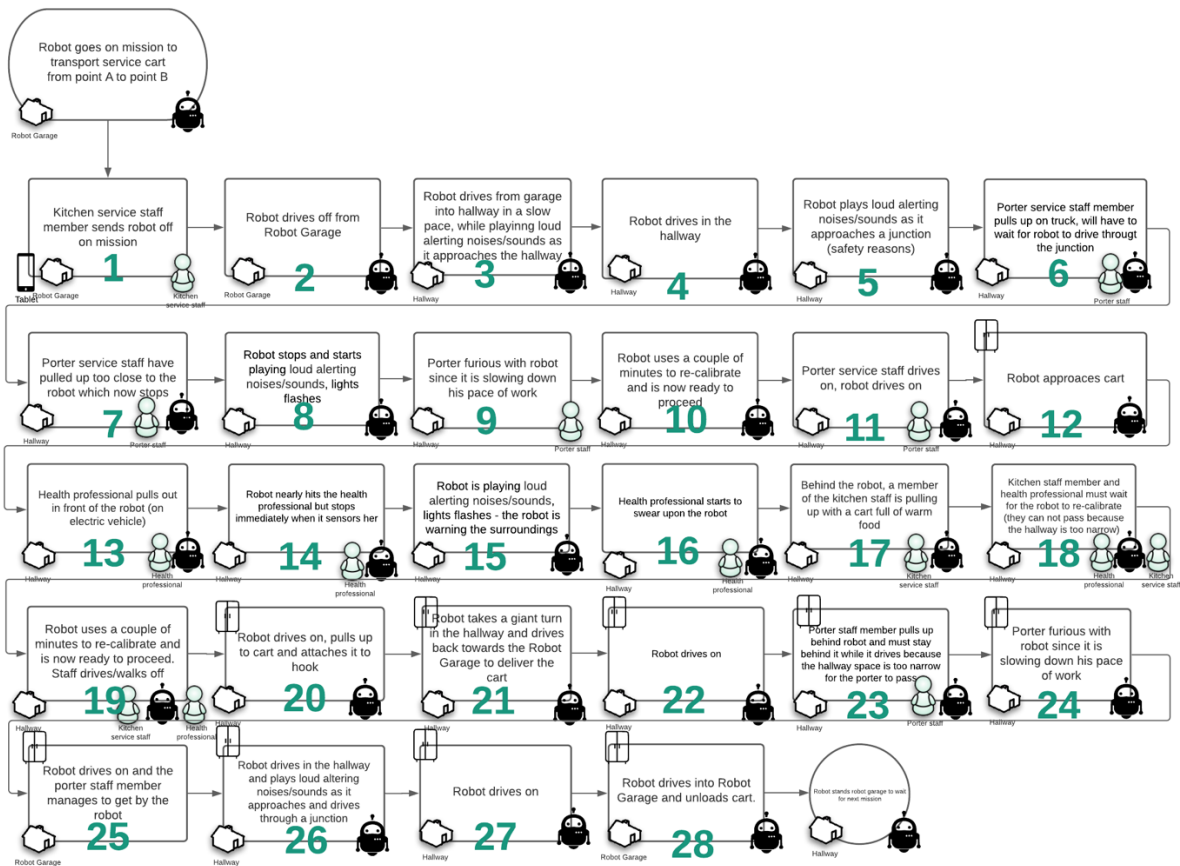 Robot goes on mission to
transport service cart
from point A to point B
Robot Garage
Kitchen service staff
member sends robot off
on mission
1
Tablet
Robot Garage
Kitchen
service staff
Robot drives off from
Robot Garage
2
Robot Garage
Robot drives from garage
into hallway in a slow
pace, while playinng loud
alerting noises/sounds as
it approaches the hallway
3
Hallway
Robot drives in the
hallway
4
Hallway
Robot plays loud alerting
noises/sounds as it
approaches a junction
(safety reasons)
5
Hallway
Porter service staff member
pulls up on truck, will have to
wait for robot to drive througt
the junction
6
Hallway
Porter staff
Porter service staff have
pulled up too close to the
robot which now stops
7
Hallway
Porter staff
Robot stops and starts
playing loud alerting
noises/sounds, lights
flashes
8
Hallway
Porter furious with robot
since it is slowing down
his pace of work
9
Hallway
Porter staff
Robot uses a couple of
minutes to re-calibrate
and is now ready to
proceed
10
Hallway
Porter service staff drives
on, robot drives on
11
Hallway
Porter staff
Robot approaces cart
12
Hallway
Health professional pulls out
in front of the robot (on
electric vehicle)
13
Hallway
Health
professional
Robot nearly hits the health
professional but stops
immediately when it sensors her
14
Hallway
Health
professional
Robot is playing loud
alerting noises/sounds,
lights flashes - the robot is
warning the surroundings
15
Hallway
Health professional starts to
swear upon the robot
16
Hallway
Health
professional
Behind the robot, a member
of the kitchen staff is pulling
up with a cart full of warm
food
17
Hallway
Kitchen
service staff
Kitchen staff member and
health professional must wait
for the robot to re-calibrate
(they can not pass because
the hallway is too narrow)
18
Hallway
Health
professional
Kitchen
service staff
Robot uses a couple of
minutes to re-calibrate and
is now ready to proceed.
Staff drives/walks off
19
Hallway
Kitchen
service staff
Health
professional
Robot drives on, pulls up
to cart and attaches it to
hook
20
Hallway
Robot takes a giant turn
in the hallway and drives
back towards the Robot
Garage to deliver the
cart
21
Hallway
Robot drives on
22
Hallway
Porter staff member pulls up
behind robot and must stay
behind it while it drives because
the hallway space is too narrow
for the porter to pass
23
Hallway
Porter staff
Porter furious with
robot since it is
slowing down his pace
of work
24
Hallway
Robot drives on and the
porter staff member
manages to get by the
robot
25
Robot Garage
Robot drives in the hallway
and plays loud altering
noises/sounds as it
approaches and drives
through a junction
26
Hallway
Robot drives on
27
Hallway
Robot drives into Robot
Garage and unloads cart.
28
Robot Garage
Robot stands robot garage to wait
for next mission
Hallway